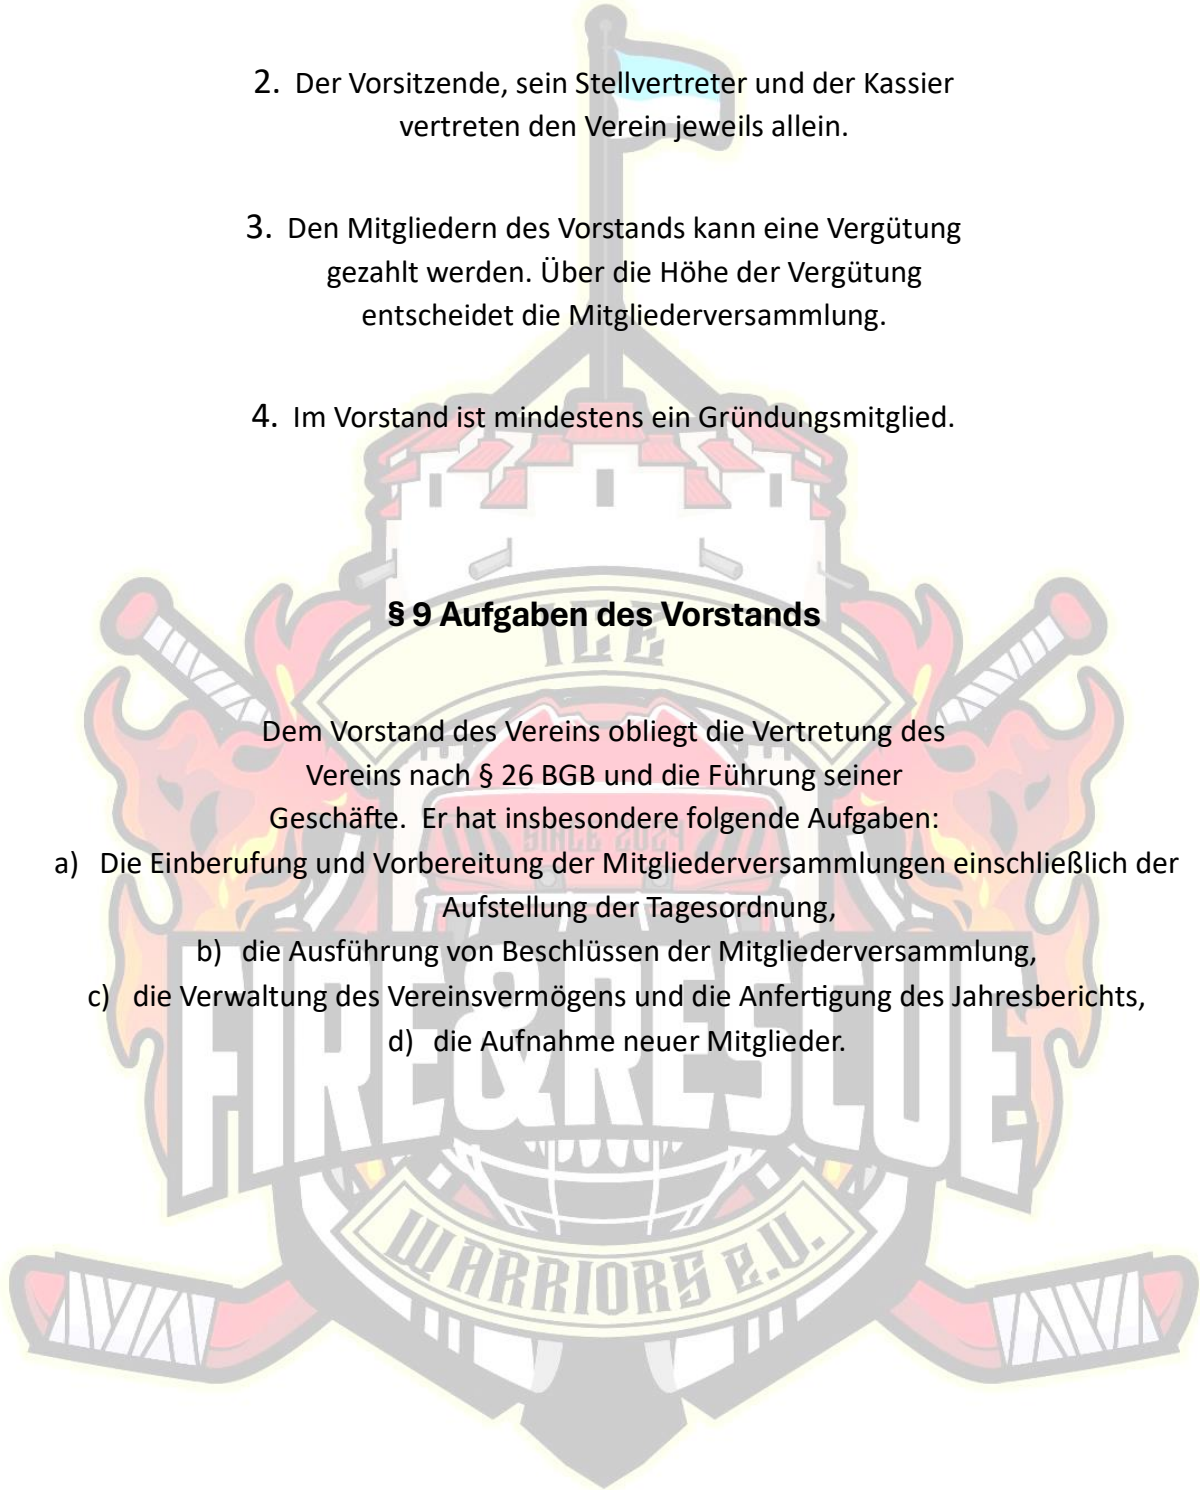 2. Der Vorsitzende, sein Stellvertreter und der Kassier
vertreten den Verein jeweils allein.
3. Den Mitgliedern des Vorstands kann eine Vergütung
gezahlt werden. Über die Höhe der Vergütung
entscheidet die Mitgliederversammlung.
4. Im Vorstand ist mindestens ein Gründungsmitglied.
§ 9 Aufgaben des Vorstands
ILE
Dem Vorstand des Vereins obliegt die Vertretung des
Vereins nach § 26 BGB und die Führung seiner
Geschäfte. Er hat insbesondere folgende Aufgaben:
SINCE 2024
a) Die Einberufung und Vorbereitung der Mitgliederversammlungen einschließlich der
Aufstellung der Tagesordnung,
b) die Ausführung von Beschlüssen der Mitgliederversammlung,
c) die Verwaltung des Vereinsvermögens und die Anfertigung des Jahresberichts,
d) die Aufnahme neuer Mitglieder.
FIRE&RESCUE
WARRIORS e.V.